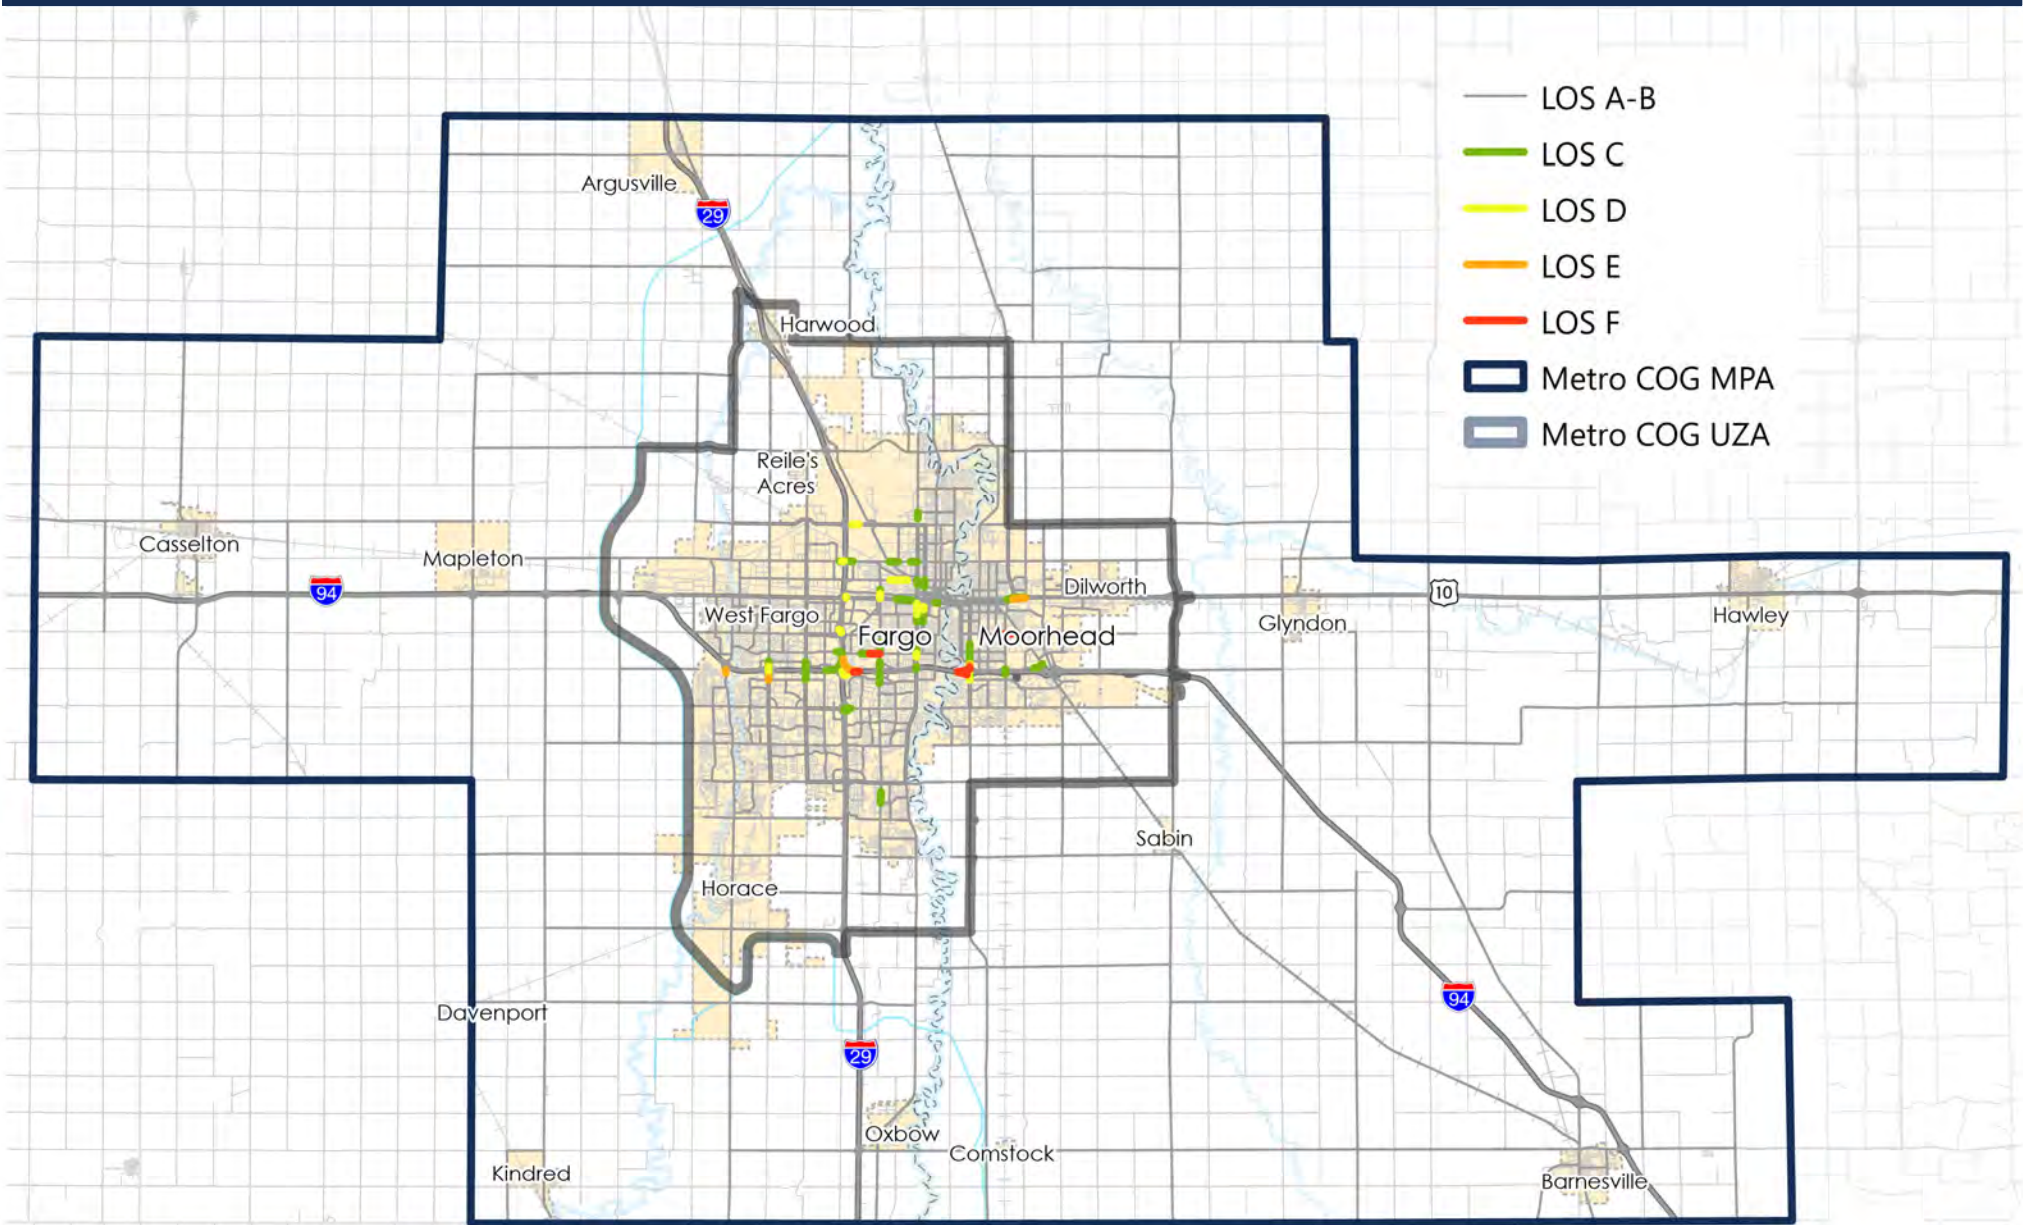 LOS A-B
LOS C
LOS D
LOS E
LOS F
Metro COG MPA
Metro COG UZA
Argusville
29
Harwood
Reile's
Acres
Casselton
Mapleton
94
West Fargo
Fargo
Moorhead
Dilworth
Glyndon
10
Hawley
Sabin
Horace
Davenport
94
29
Oxbow
Comstock
Kindred
Barnesville